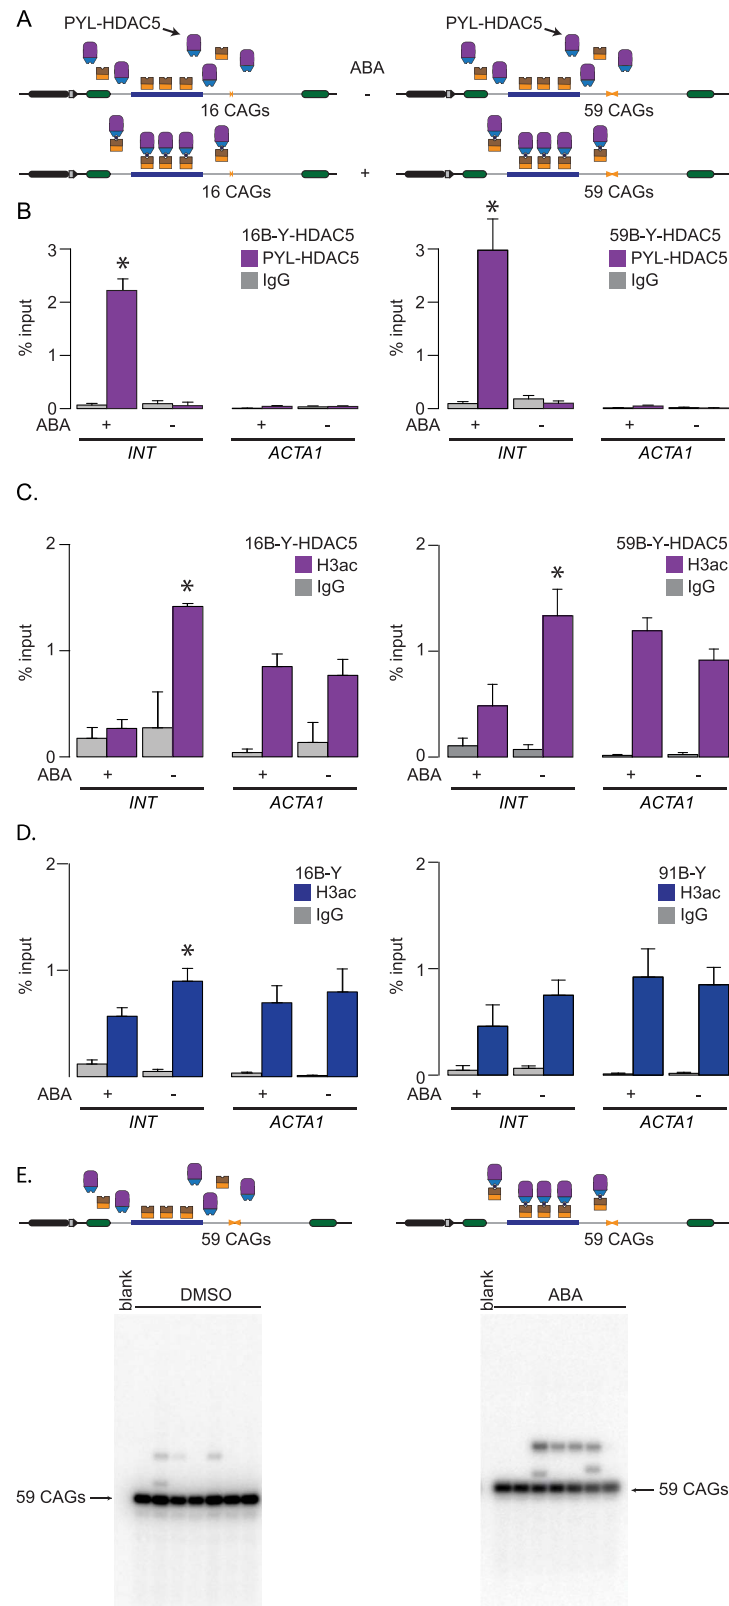 A
PYL-HDAC5
PYL-HDAC5
ABA
-
16 CAGs
59 CAGs
+
16 CAGs
59 CAGs
B
16B-Y-HDAC5
PYL-HDAC5
IgG
59B-Y-HDAC5
PYL-HDAC5
IgG
3
2
1
0
% input
*
3
2
1
0
% input
*
ABA + - + -
INT ACTA1
ABA + - + -
INT ACTA1
C.
16B-Y-HDAC5
H3ac
IgG
59B-Y-HDAC5
H3ac
IgG
2
1
0
% input
*
2
1
0
% input
*
ABA + - + -
INT ACTA1
ABA + - + -
INT ACTA1
D.
16B-Y
H3ac
IgG
91B-Y
H3ac
IgG
2
1
0
% input
*
2
1
0
% input
ABA + - + -
INT ACTA1
ABA + - + -
INT ACTA1
E.
59 CAGs
59 CAGs
blank
DMSO
blank
ABA
59 CAGs
59 CAGs